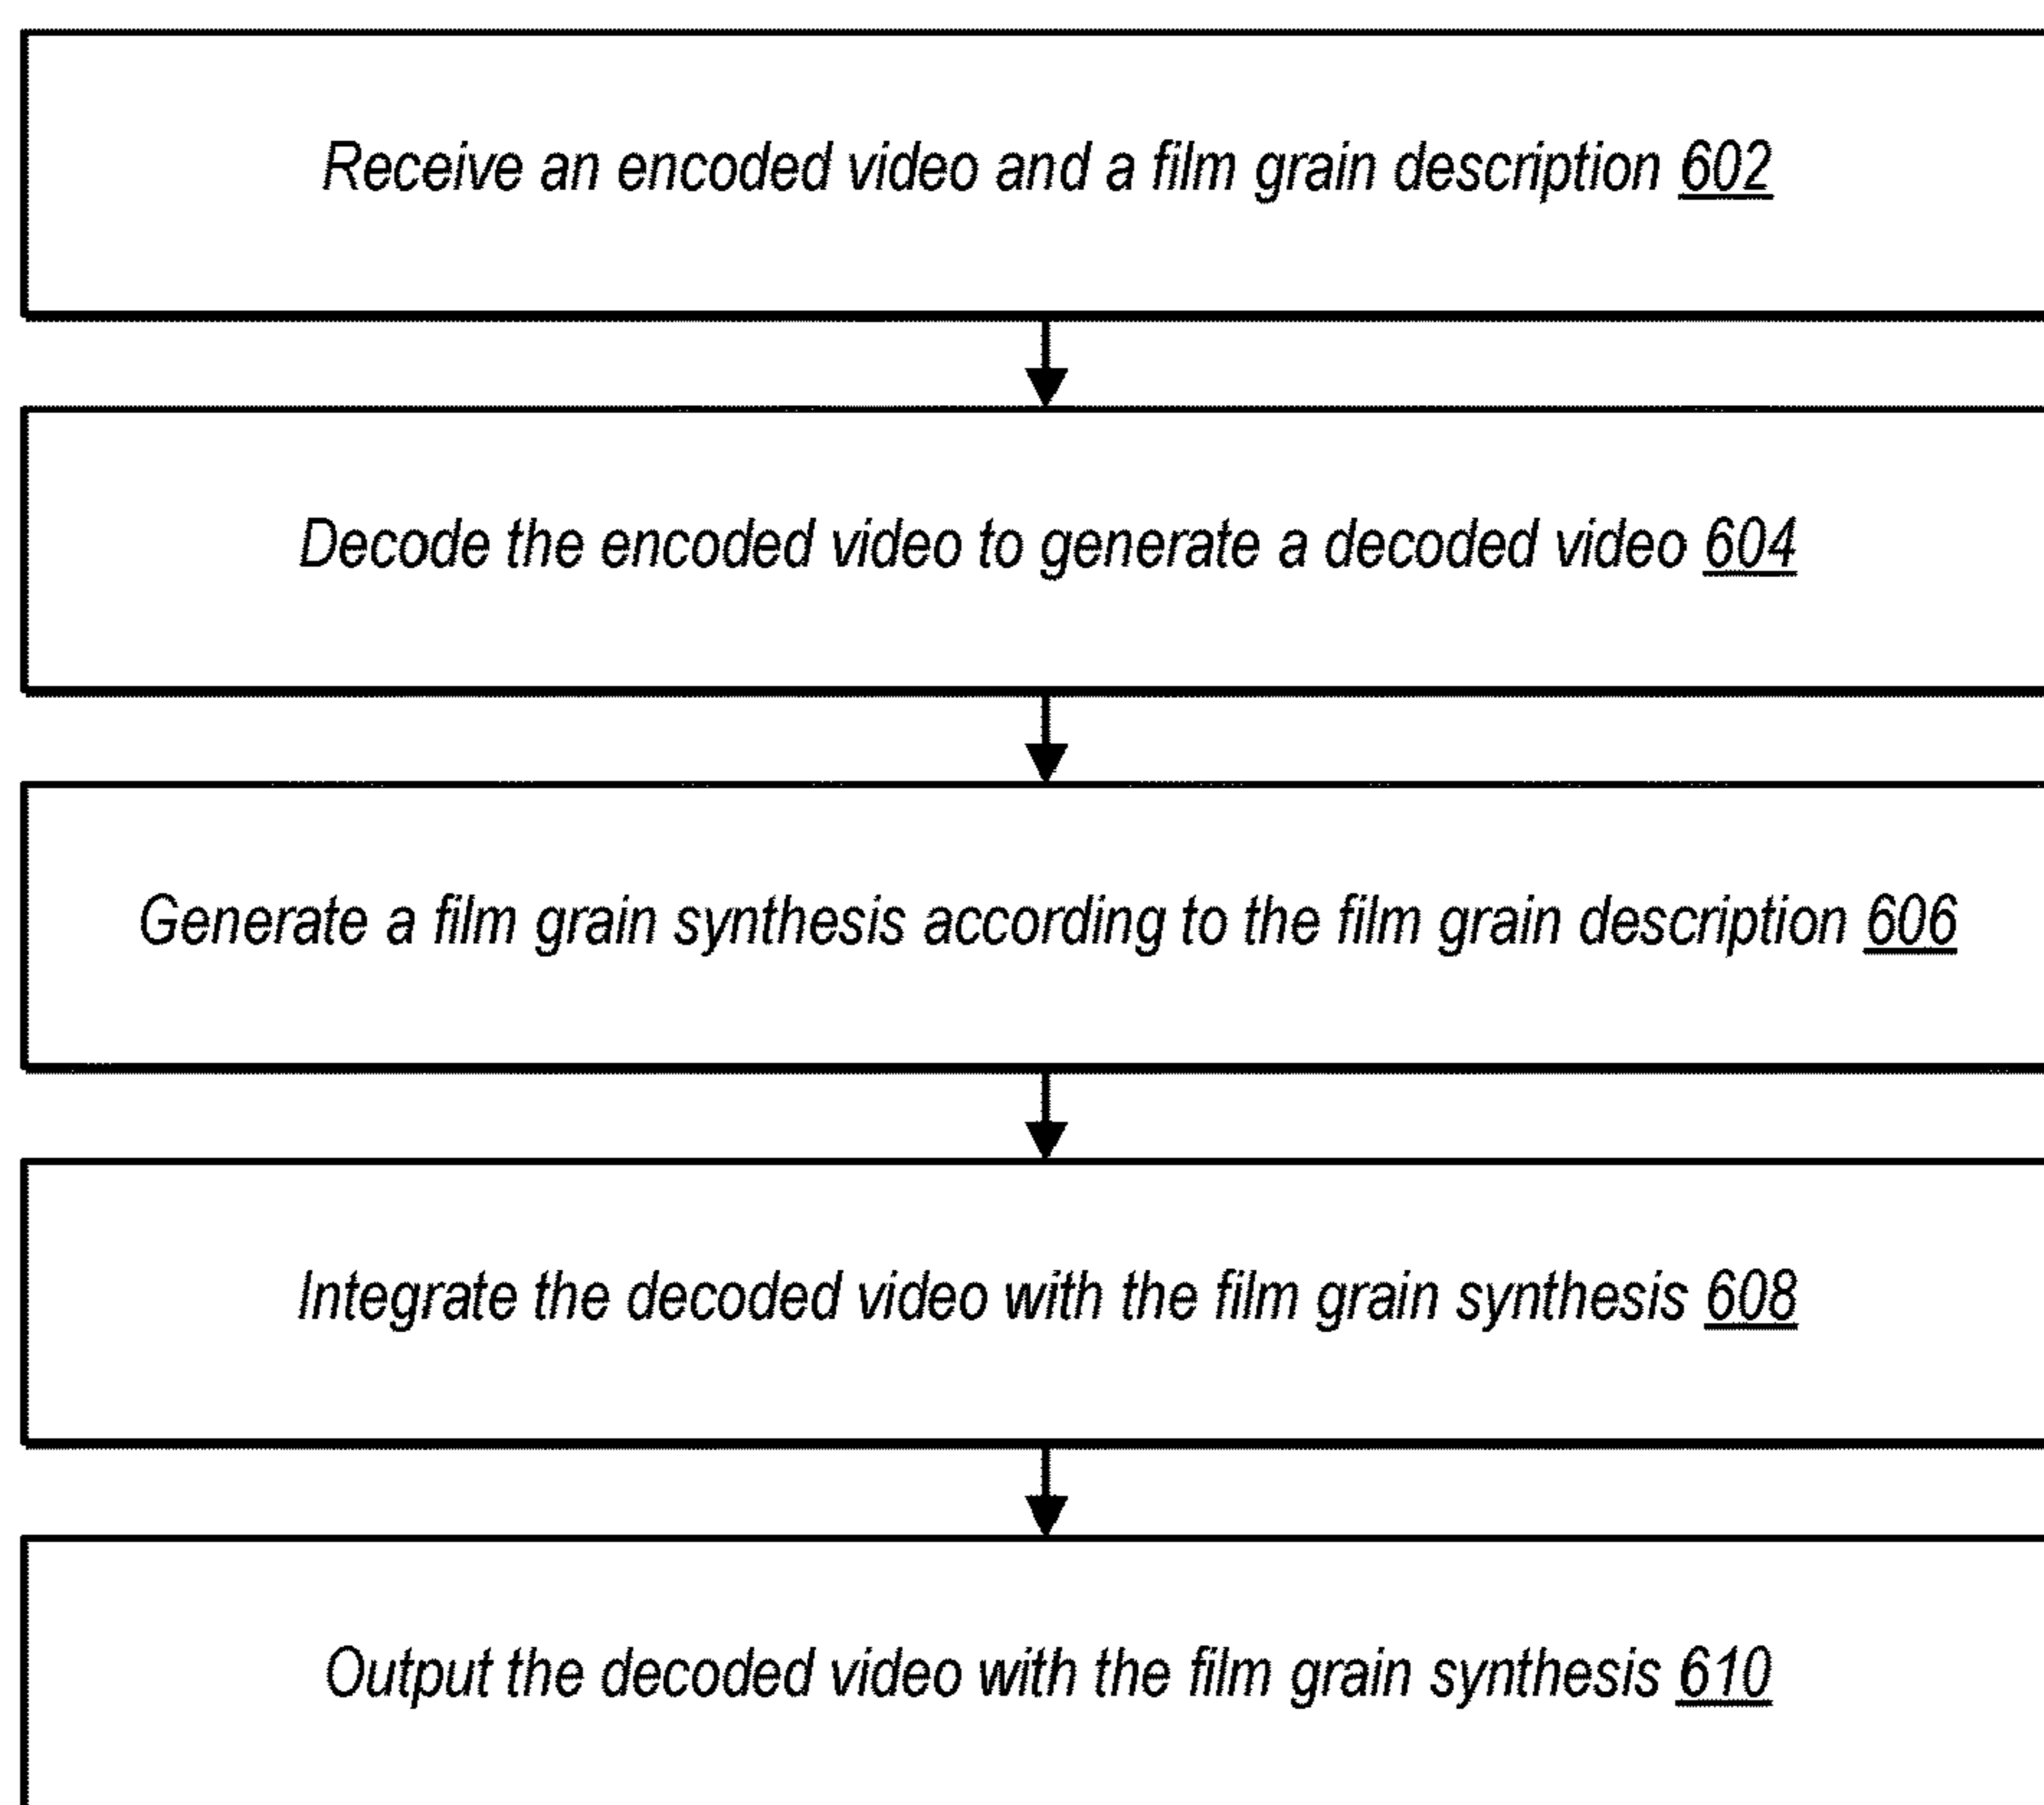 Receive an encoded video and a film grain description 602
Decode the encoded video to generate a decoded video 604
Generate a film grain synthesis according to the film grain description 606
Integrate the decoded video with the film grain synthesis 608
Output the decoded video with the film grain synthesis 610